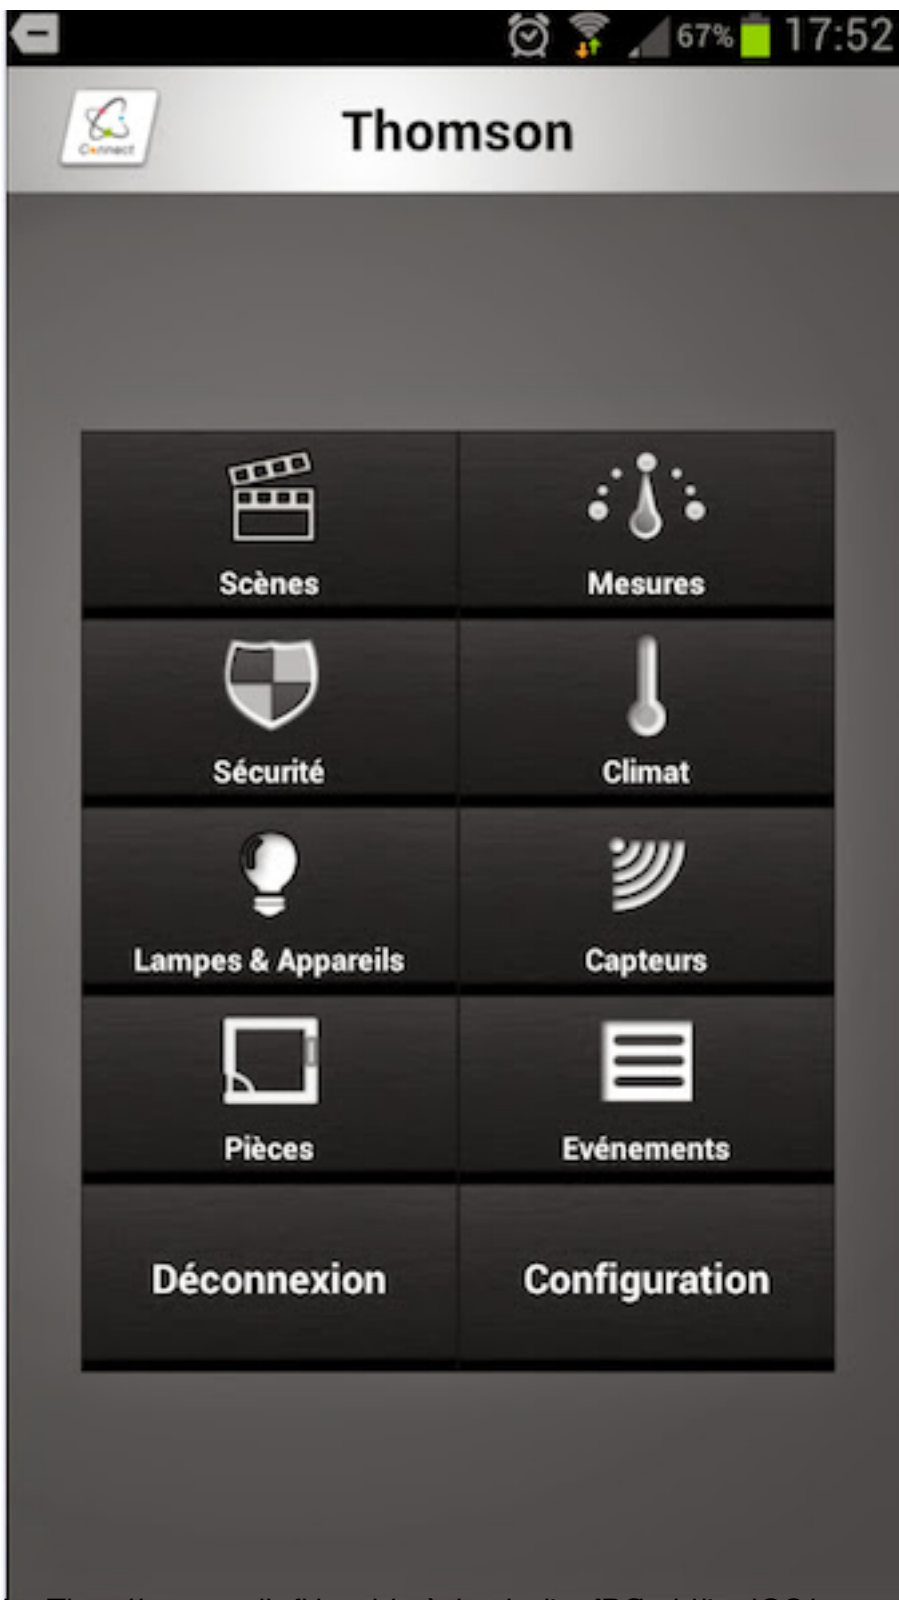 67% 17:52
Connect
Thomson
Scènes Mesures
Sécurité Climat
Lampes & Appareils Capteurs
Pièces Evénements
Déconnexion Configuration